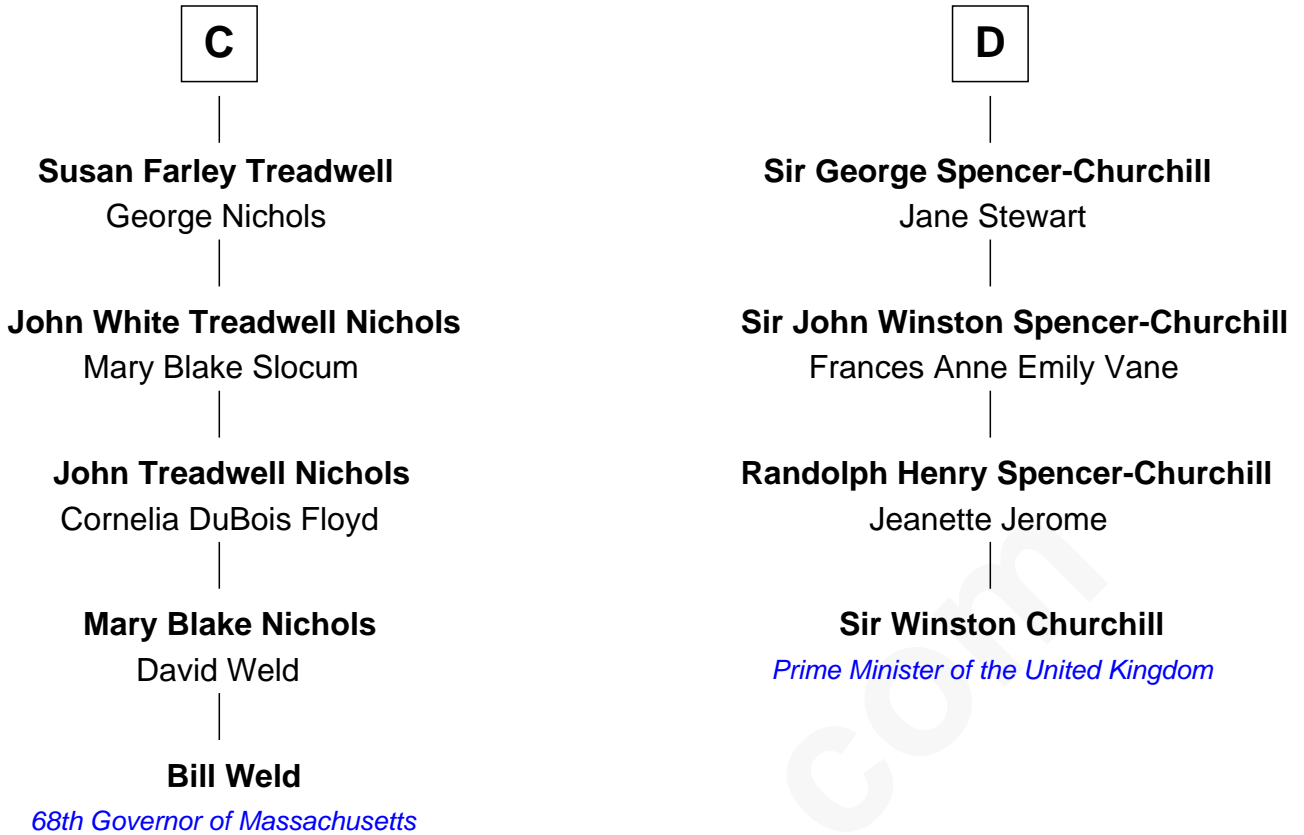 C
Susan Farley Treadwell
George Nichols
John White Treadwell Nichols
Mary Blake Slocum
John Treadwell Nichols
Cornelia DuBois Floyd
Mary Blake Nichols
David Weld
Bill Weld
68th Governor of Massachusetts
D
Sir George Spencer-Churchill
Jane Stewart
Sir John Winston Spencer-Churchill
Frances Anne Emily Vane
Randolph Henry Spencer-Churchill
Jeanette Jerome
Sir Winston Churchill
Prime Minister of the United Kingdom
com